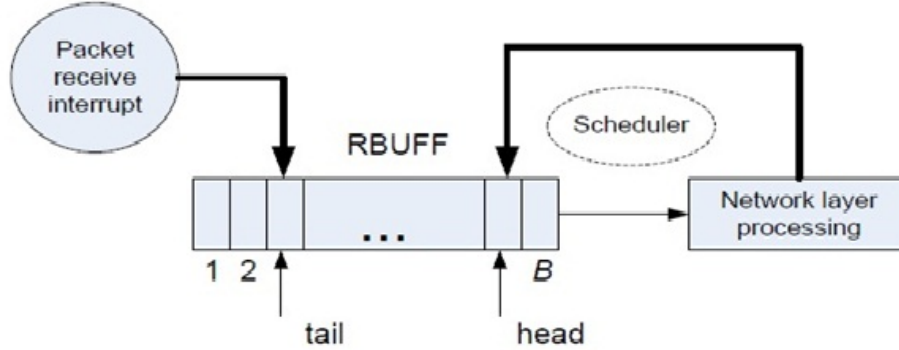 Packet
receive
interrupt
RBUFF
Scheduler
Network layer
processing
...
1 2 B
tail head